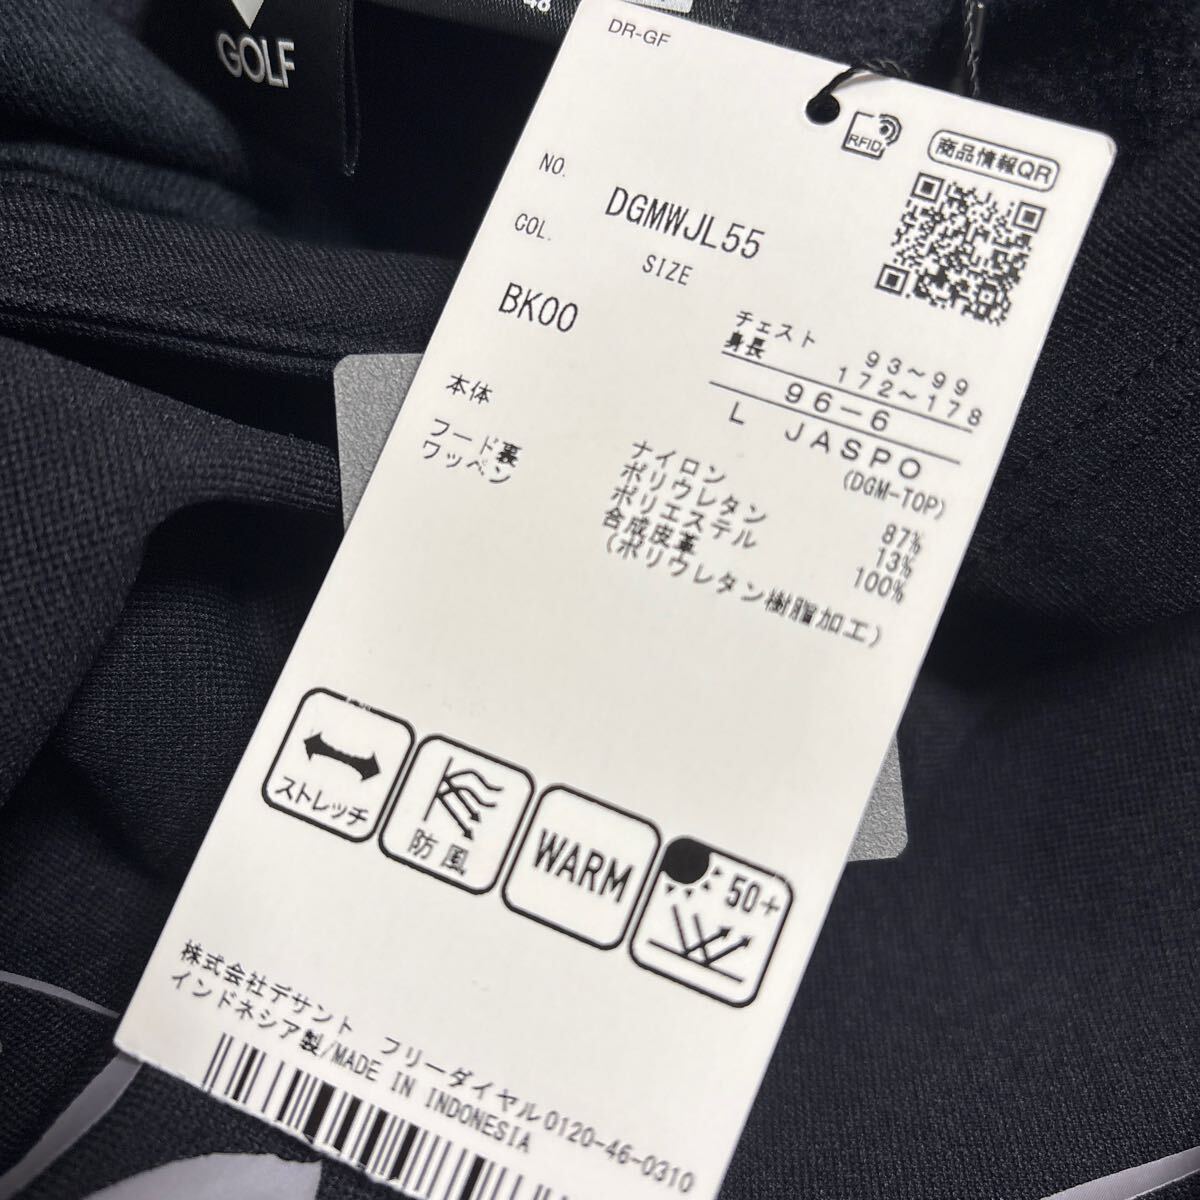 GOLF
DR-GF
RFID
商品情報QR
NO.
DGMWJL55
COL.
SIZE
BK00
チェスト 93～99
身長 172～178
96-6
L JASPO
(DGM-TOP)
本体
ナイロン 87%
ポリウレタン 13%
フード裏 ポリエステル 100%
ワッペン 合成皮革
(ポリウレタン樹脂加工)
ストレッチ
防風
WARM
50+
株式会社デサント フリーダイヤル0120-46-0310
インドネシア製/MADE IN INDONESIA